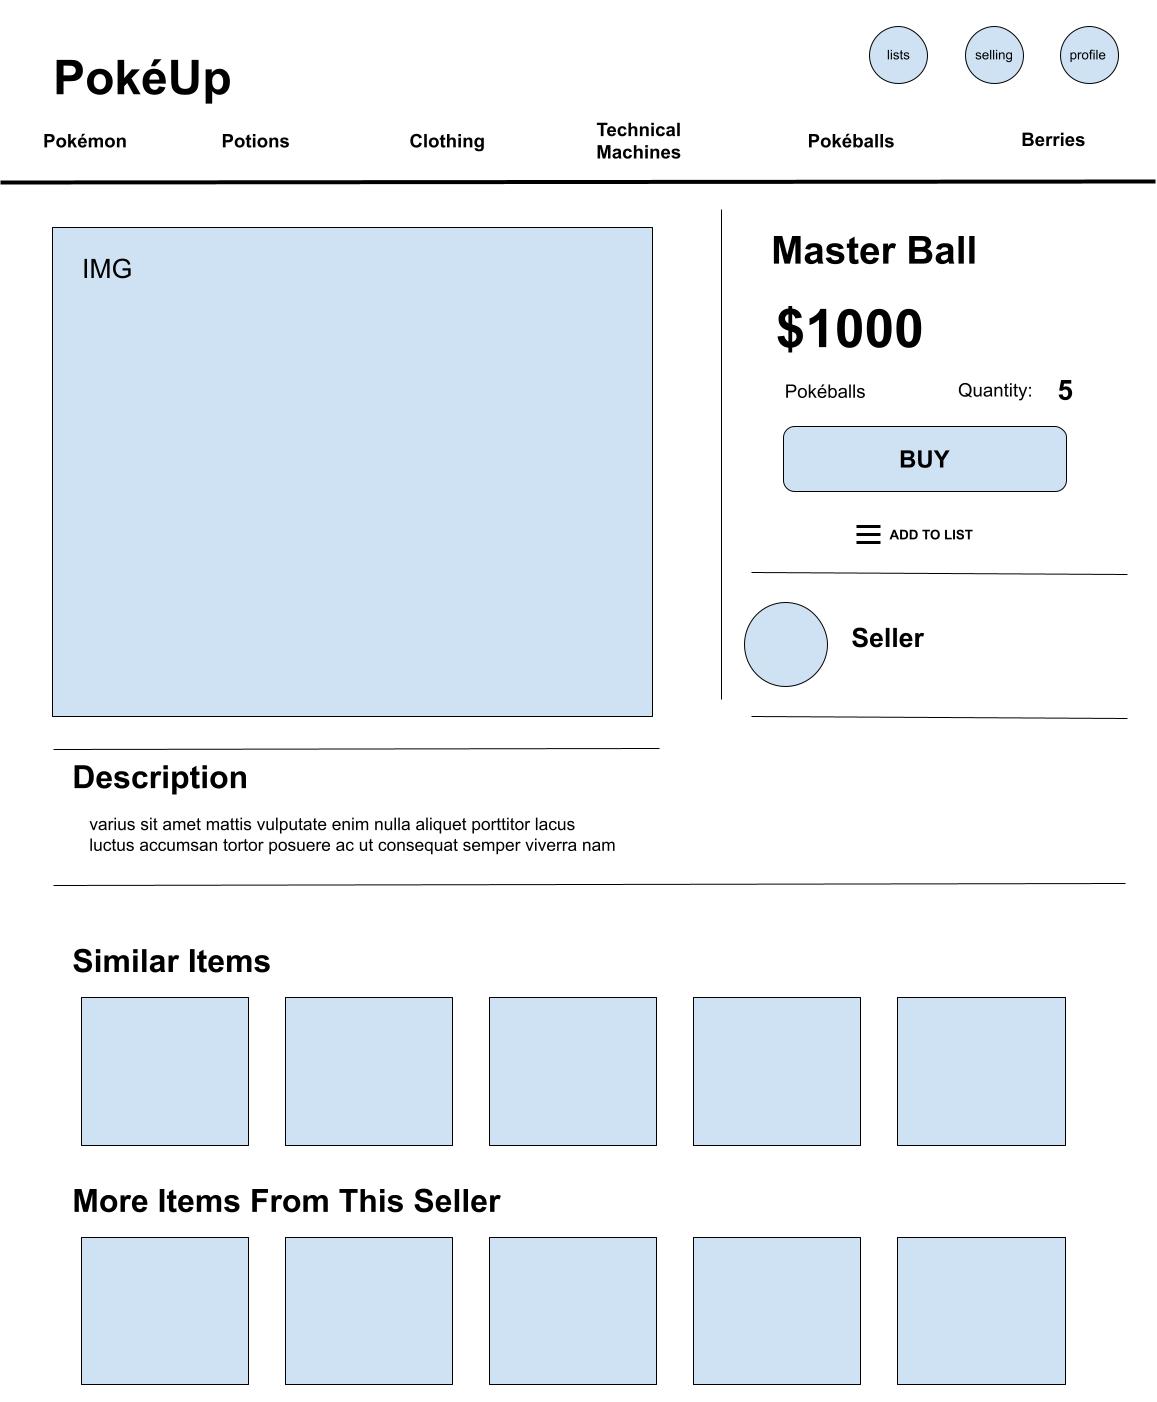 lists
selling
profile
PokéUp
Pokémon
Potions
Clothing
Technical
Machines
Pokéballs
Berries
IMG
Master Ball
$1000
Pokéballs
Quantity: 5
BUY
ADD TO LIST
Seller
Description
varius sit amet mattis vulputate enim nulla aliquet porttitor lacus
luctus accumsan tortor posuere ac ut consequat semper viverra nam
Similar Items
More Items From This Seller